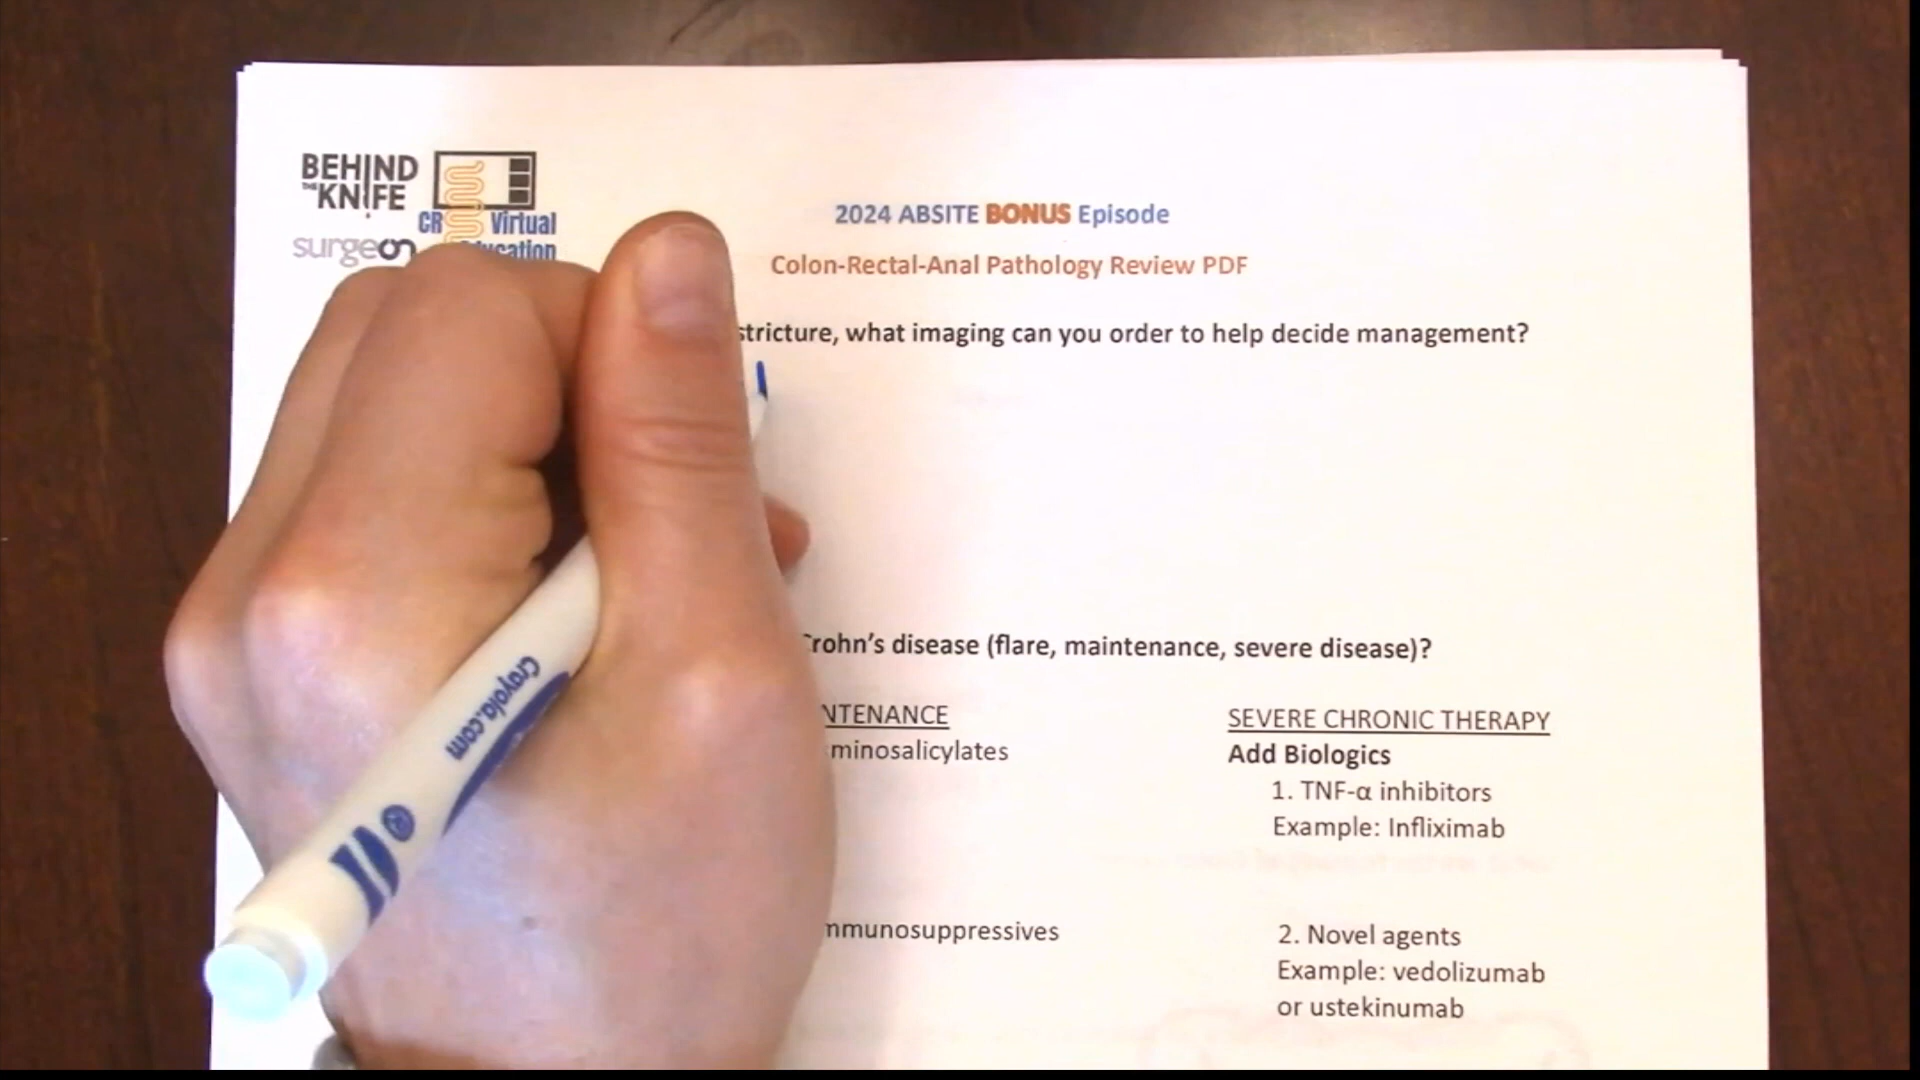 BEHIND
THE KNIFE
CR Virtual
surgeon
2024 ABSITE BONUS Episode
Colon-Rectal-Anal Pathology Review PDF
stricture, what imaging can you order to help decide management?
Crohn's disease (flare, maintenance, severe disease)?
NTENANCE
minosalicylates
mmunosuppressives
SEVERE CHRONIC THERAPY
Add Biologics
1. TNF-α inhibitors
Example: Infliximab
2. Novel agents
Example: vedolizumab
or ustekinumab
Crayola.com